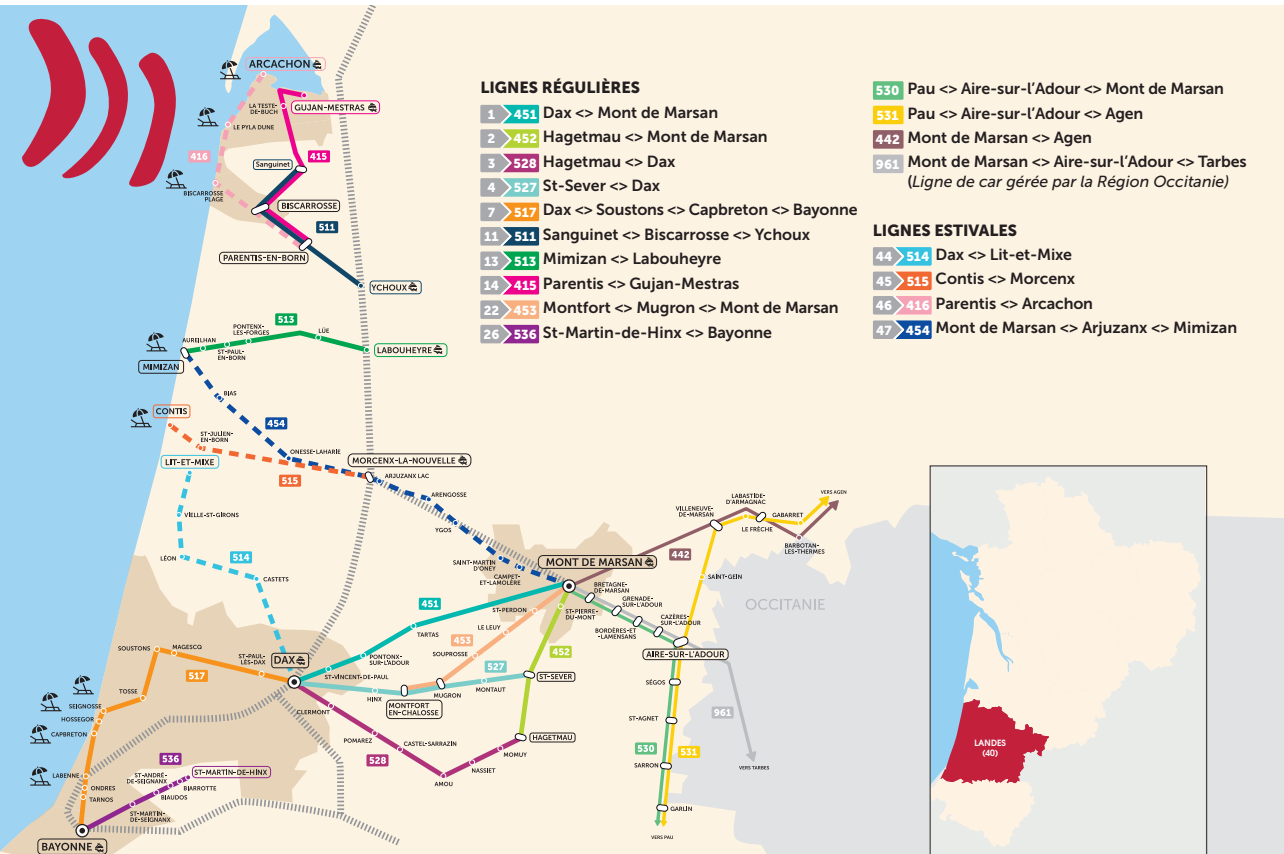 LIGNES RÉGULIÈRES
1 451 Dax <> Mont de Marsan
2 452 Hagetmau <> Mont de Marsan
3 528 Hagetmau <> Dax
4 527 St-Sever <> Dax
7 517 Dax <> Soustons <> Capbreton <> Bayonne
11 511 Sanguinet <> Biscarrosse <> Ychoux
13 513 Mimizan <> Labouheyre
14 415 Parentis <> Gujan-Mestras
22 453 Montfort <> Mugron <> Mont de Marsan
26 536 St-Martin-de-Hinx <> Bayonne
530 Pau <> Aire-sur-l'Adour <> Mont de Marsan
531 Pau <> Aire-sur-l'Adour <> Agen
442 Mont de Marsan <> Agen
961 Mont de Marsan <> Aire-sur-l'Adour <> Tarbes
(Ligne de car gérée par la Région Occitanie)
LIGNES ESTIVALES
44 514 Dax <> Lit-et-Mixe
45 515 Contis <> Morcenx
46 416 Parentis <> Arcachon
47 454 Mont de Marsan <> Arjuzanx <> Mimizan
ARCACHON
LA TESTE-
DE-BUCH
GUJAN-MESTRAS
LE PYLA DUNE
416
415
Sanguinet
BISCARROSSE
PLAGE
BISCARROSSE
511
PARENTIS-EN-BORN
YCHOUX
513
PONTENX-
LES-FORGES
LÜE
AUREILHAN
ST-PAUL-
EN-BORN
LABOUHEYRE
MIMIZAN
BIAS
CONTIS
454
ST-JULIEN-
EN-BORN
ONESSE-LAHARIE
LIT-ET-MIXE
MORCENX-LA-NOUVELLE
515
ARJUZANX LAC
ARENGOSSE
VIELLE-ST-GIRONS
YGOS
LÉON
514
CASTETS
SAINT-MARTIN
D'ONEY
CAMPET-
ET-LAMOLÈRE
MONT DE MARSAN
442
VILLENEUVE-
DE-MARSAN
LABASTIDE-
D'ARMAGNAC
LE FRÊCHE
GABARRET
VERS AGEN
BARBOTAN-
LES-THERMES
SAINT-GEIN
OCCITANIE
BRETAGNE-
DE-MARSAN
GRENADE-
SUR-L'ADOUR
CAZÈRES-
SUR-L'ADOUR
ST-PIERRE-
DU-MONT
BORDÈRES-ET-
LAMENSANS
AIRE-SUR-L'ADOUR
451
ST-PERDON
TARTAS
LE LEUY
453
452
SOUPROSSE
PONTONX-
SUR-L'ADOUR
ST-VINCENT-DE-PAUL
527
HINX
MONTFORT
EN-CHALOSSE
MUGRON
MONTAUT
ST-SEVER
SOUSTONS
MAGESCQ
ST-PAUL-
LÈS-DAX
DAX
517
TOSSE
SEIGNOSSE
HOSSEGOR
CAPBRETON
CLERMONT
POMAREZ
CASTEL-SARRAZIN
528
AMOU
NASSIET
MOMUY
HAGETMAU
SÉGOS
ST-AGNET
961
530
531
SARRON
VERS TARBES
GARLIN
VERS PAU
LABENNE
ONDRES
TARNOS
536
ST-MARTIN-DE-HINX
ST-ANDRÉ-
DE-SEIGNANX
BIARROTTE
BIAUDOS
ST-MARTIN-
DE-SEIGNANX
BAYONNE
LANDES
(40)